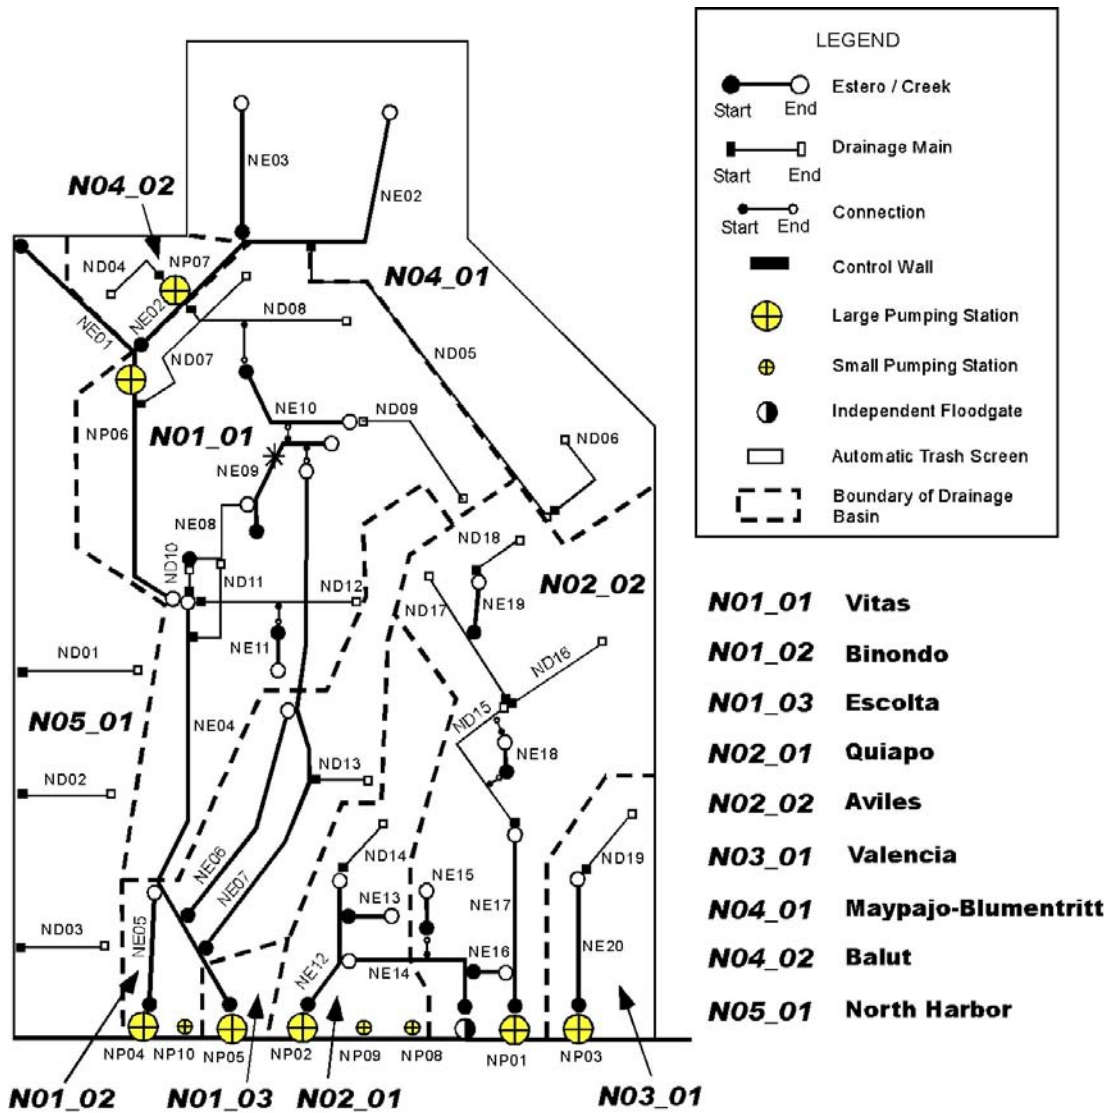 LEGEND
Start End
Estero / Creek
Start End
Drainage Main
Start End
Connection
Control Wall
Large Pumping Station
Small Pumping Station
Independent Floodgate
Automatic Trash Screen
Boundary of Drainage
Basin
NE03
NE02
N04_02
ND04
NP07
N04_01
NE01
NE02
ND08
ND07
ND05
NP06
N01_01
NE10
ND09
ND06
NE09
NE08
ND18
ND10
ND11
ND12
ND17
NE19
N02_02
NE11
ND16
ND01
N05_01
NE04
ND15
NE18
ND02
ND13
NE06
NE07
ND14
ND19
NE05
NE13
NE15
NE17
ND03
NE12
NE14
NE16
NE20
NP04
NP10
NP05
NP02
NP09
NP08
NP01
NP03
N01_02
N01_03
N02_01
N03_01
N01_01 Vitas
N01_02 Binondo
N01_03 Escolta
N02_01 Quiapo
N02_02 Aviles
N03_01 Valencia
N04_01 Maypajo-Blumentritt
N04_02 Balut
N05_01 North Harbor